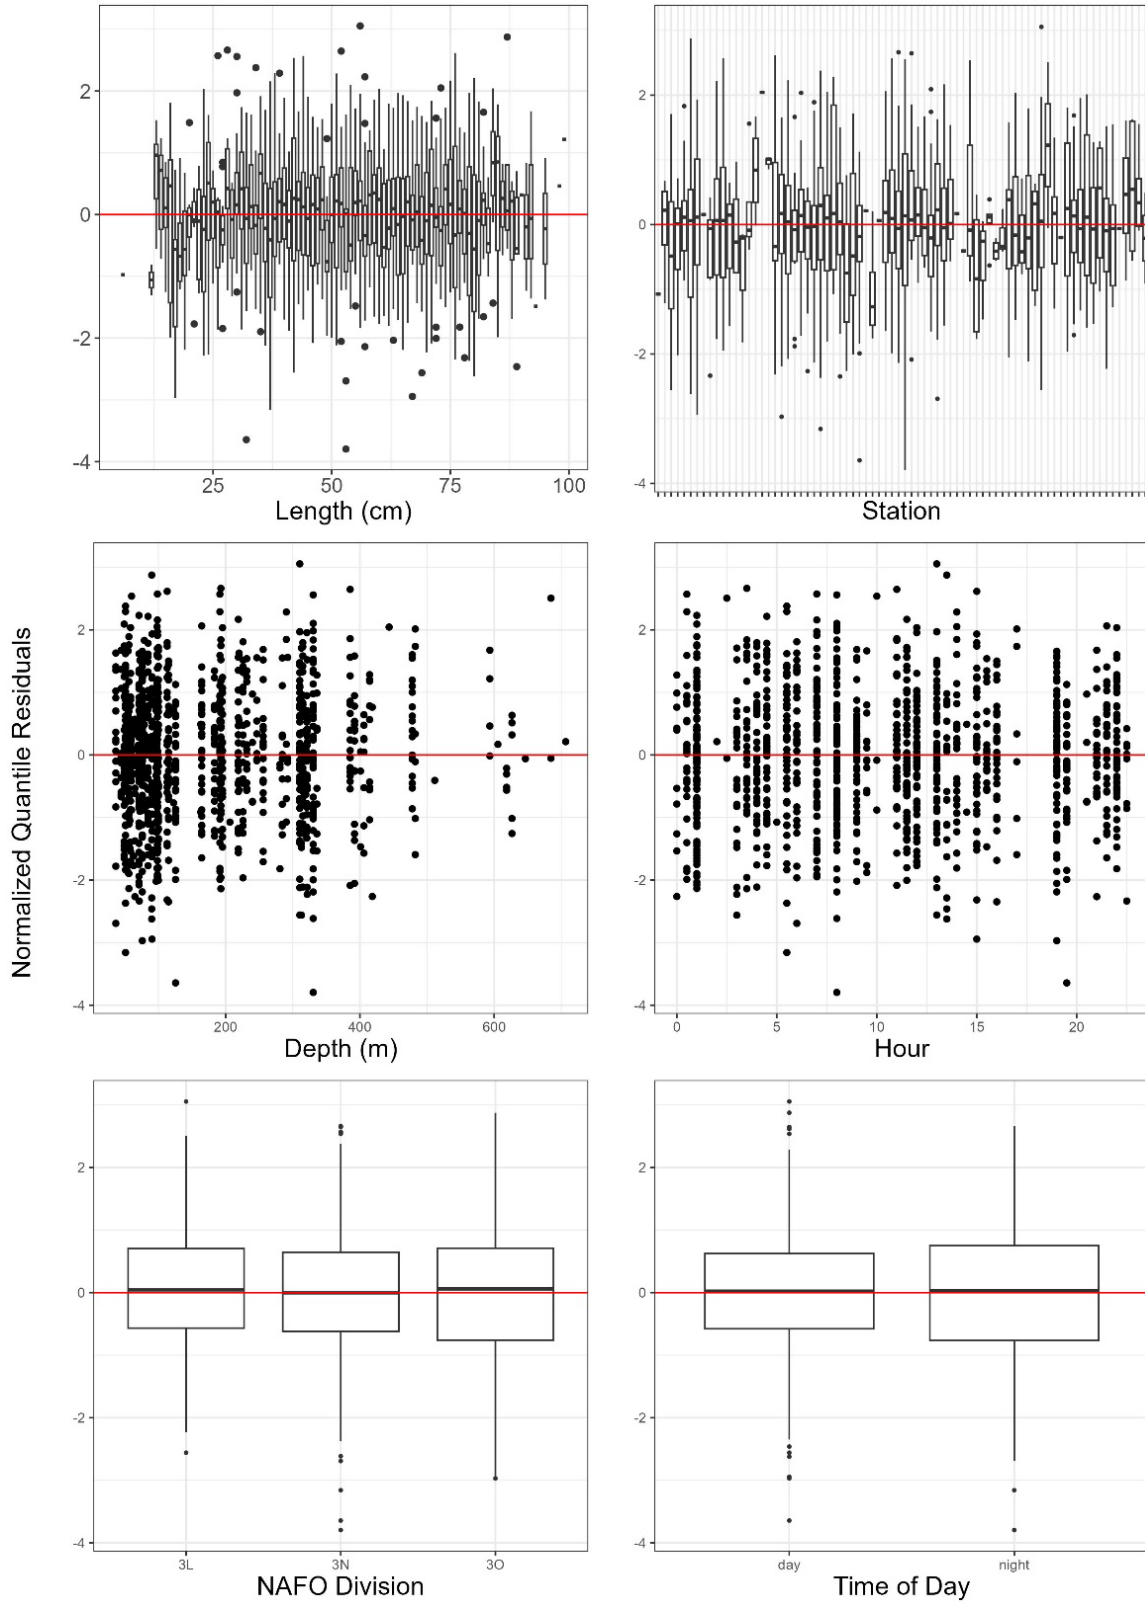 2
0
-2
-4
25 50 75 100
Length (cm)
2
0
-2
-4
Station
Normalized Quantile Residuals
2
0
-2
-4
200 400 600
Depth (m)
2
0
-2
-4
0 5 10 15 20
Hour
2
0
-2
-4
3L 3N 3O
NAFO Division
2
0
-2
-4
day night
Time of Day